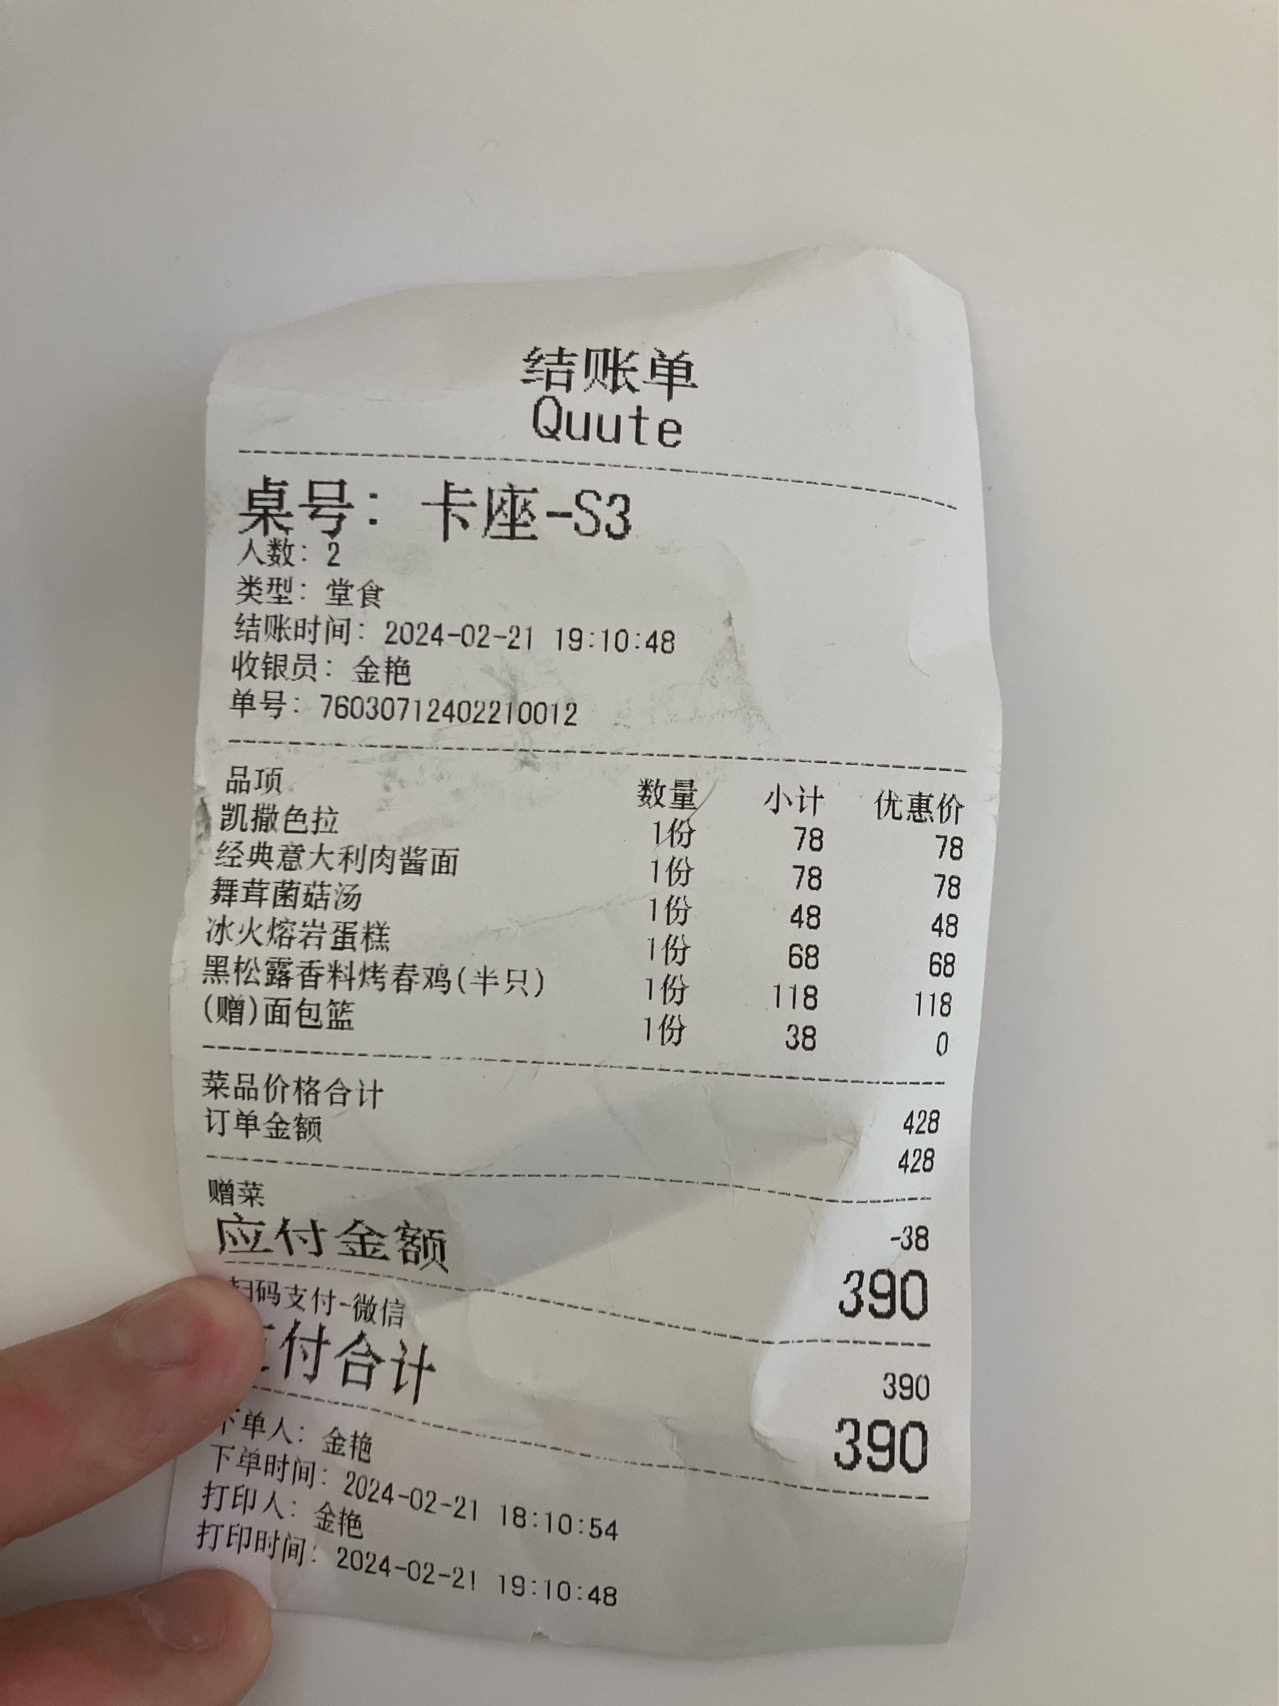 结账单
Quute
桌号: 卡座-S3
人数: 2
类型: 堂食
结账时间: 2024-02-21 19:10:48
收银员: 金艳
单号: 76030712402210012
品项 数量 小计 优惠价
凯撒色拉 1份 78 78
经典意大利肉酱面 1份 78 78
舞茸菌菇汤 1份 48 48
冰火熔岩蛋糕 1份 68 68
黑松露香料烤春鸡(半只) 1份 118 118
(赠)面包篮 1份 38 0
菜品价格合计 428
订单金额 428
赠菜 -38
应付金额 390
扫码支付-微信 390
付合计 390
下单人: 金艳
下单时间: 2024-02-21 18:10:54
打印人: 金艳
打印时间: 2024-02-21 19:10:48